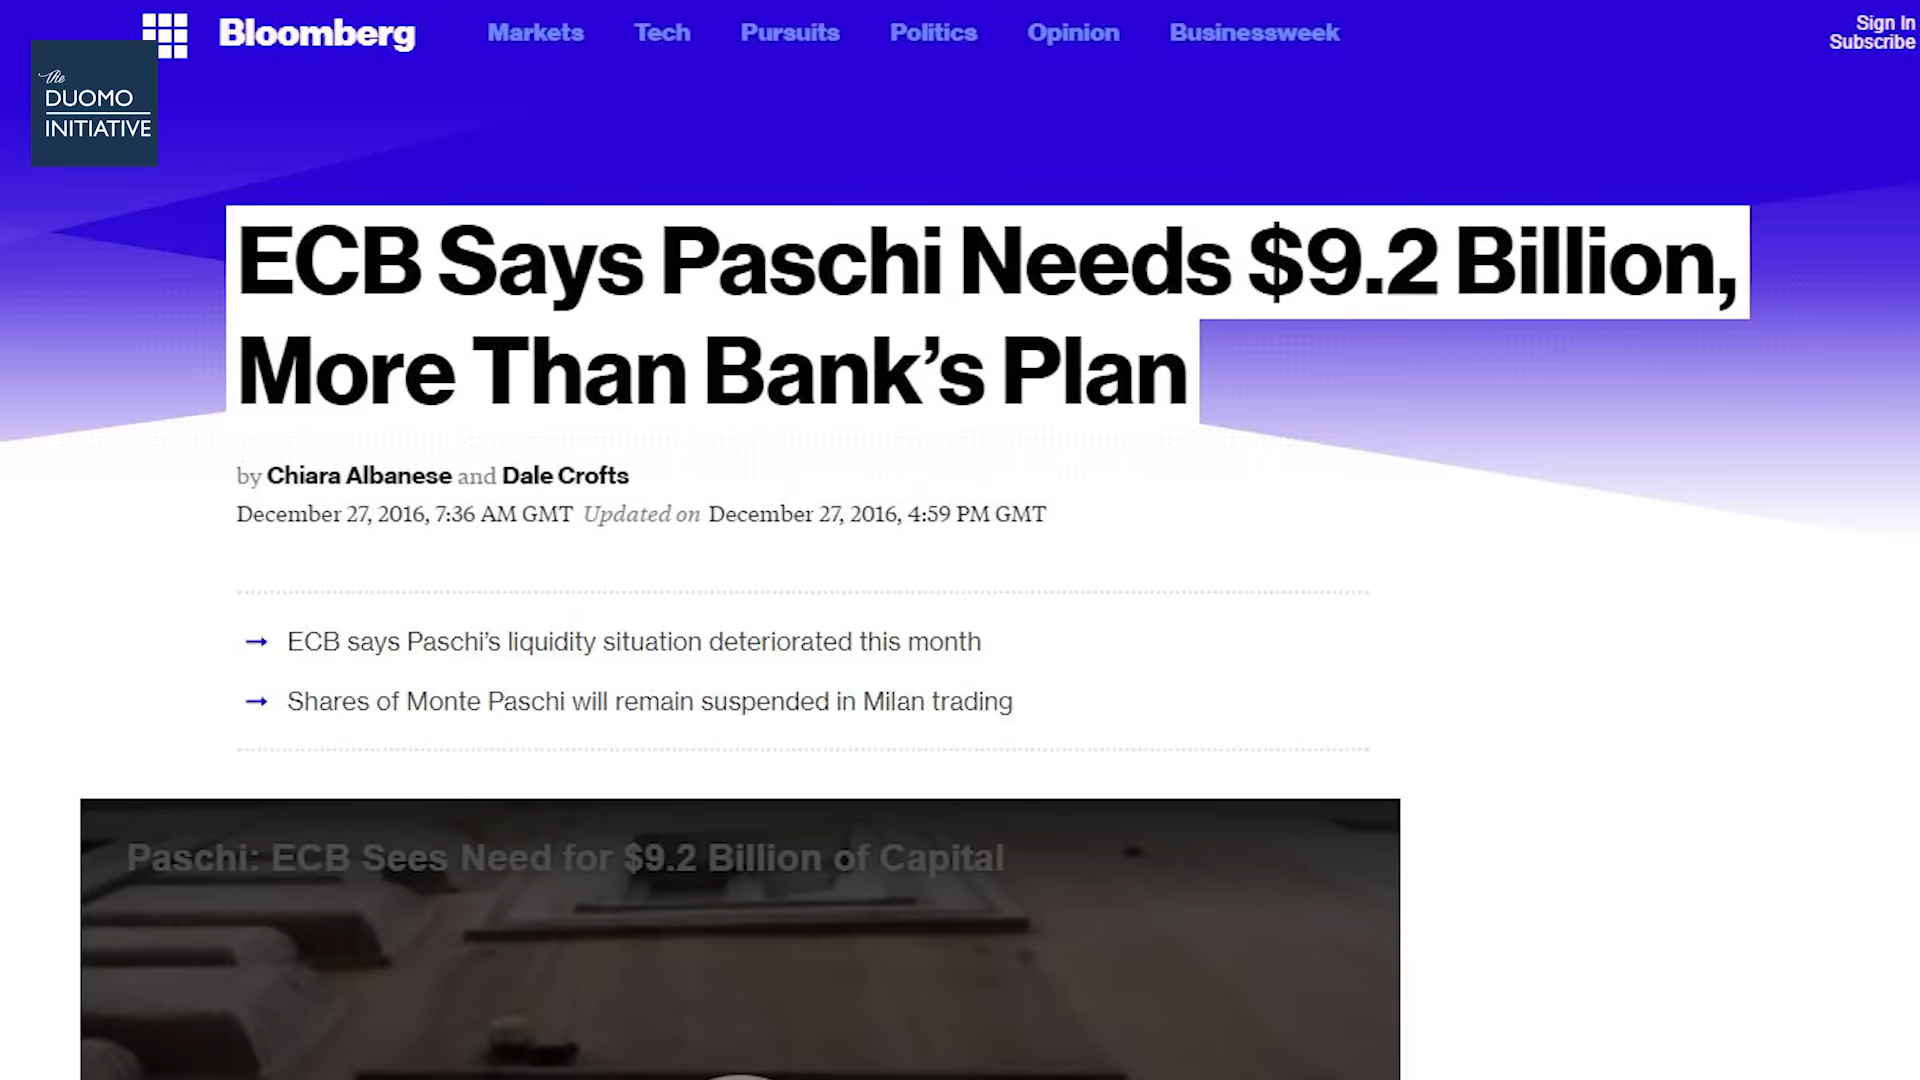 Bloomberg
Markets Tech Pursuits Politics Opinion Businessweek
Sign In
Subscribe
The
DUOMO
INITIATIVE
ECB Says Paschi Needs $9.2 Billion,
More Than Bank’s Plan
by Chiara Albanese and Dale Crofts
December 27, 2016, 7:36 AM GMT Updated on December 27, 2016, 4:59 PM GMT
→ ECB says Paschi’s liquidity situation deteriorated this month
→ Shares of Monte Paschi will remain suspended in Milan trading
Paschi: ECB Sees Need for $9.2 Billion of Capital